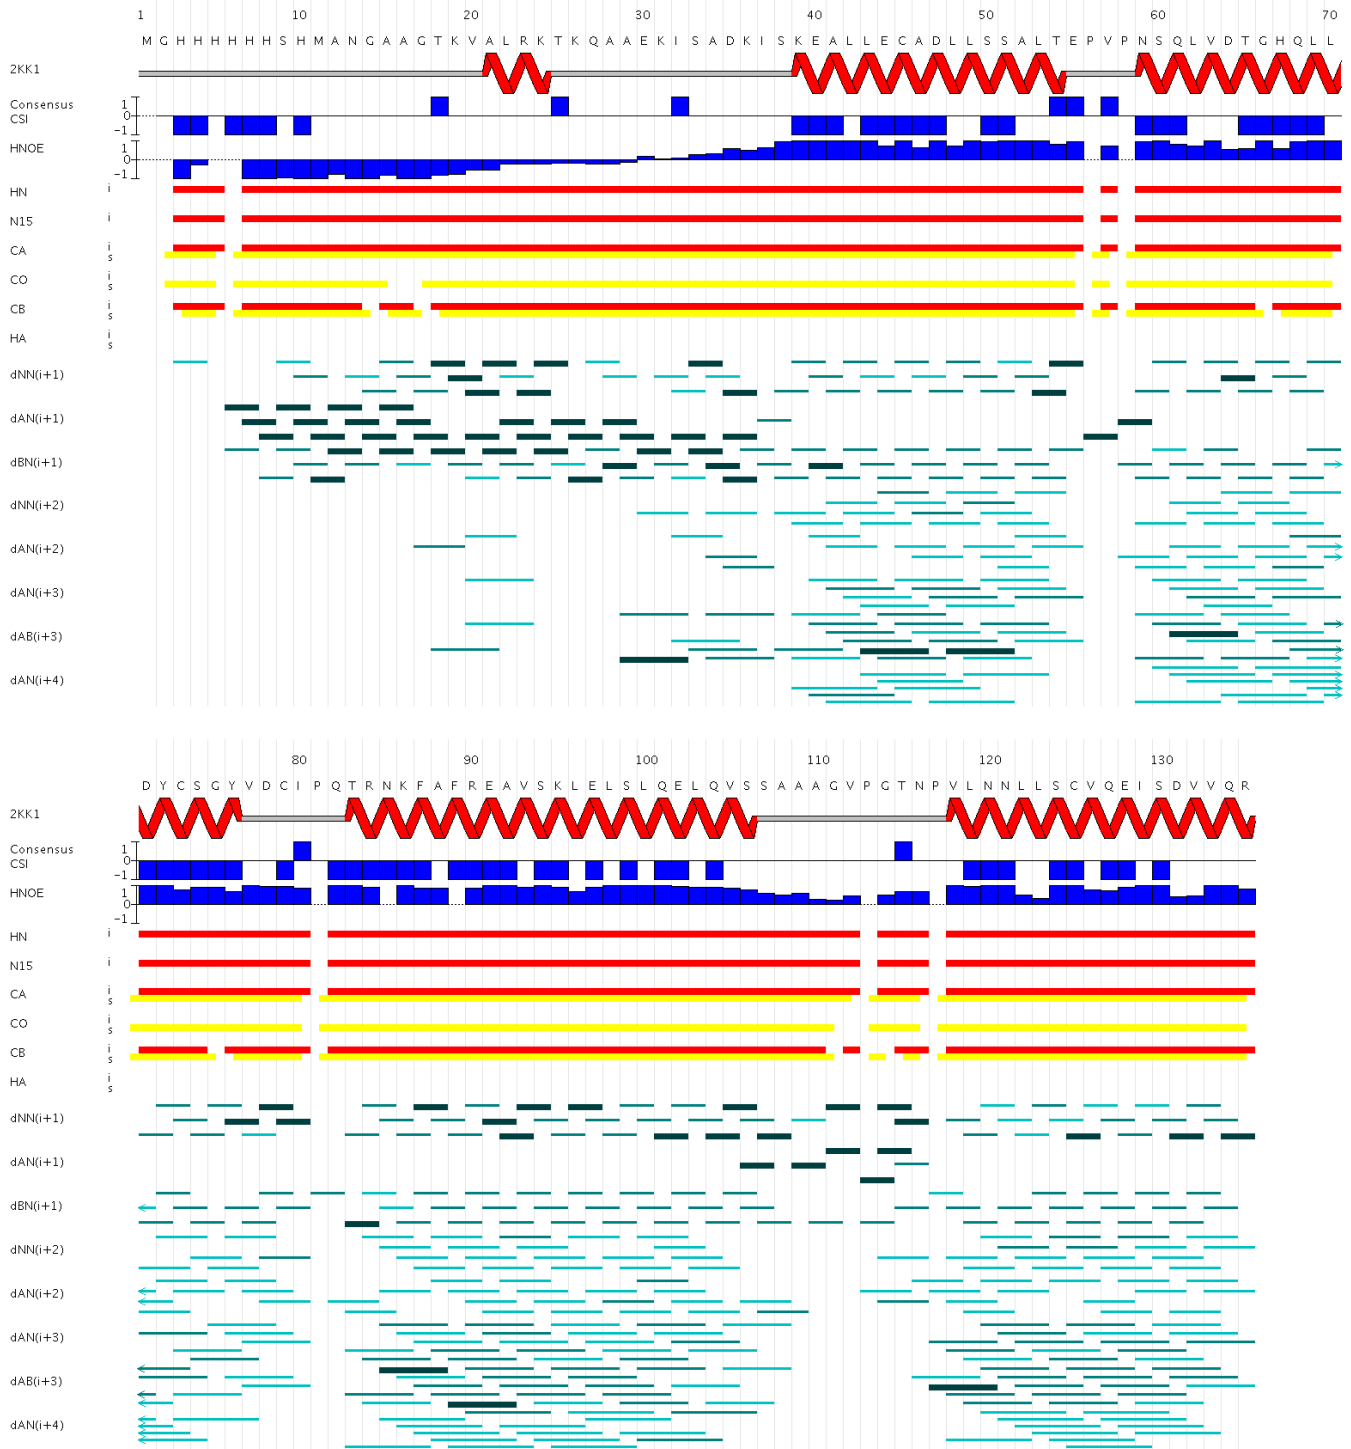 1 10 20 30 40 50 60 70
M G H H H H H H S H M A N G A A G T K V A L R K T K Q A A E K I S A D K I S K E A L L E C A D L L S S A L T E P V P N S Q L V D T G H Q L L
2KK1
Consensus CSI 1 0 −1
HNOE 1 0 −1
HN i
N15 i
CA i s
CO i s
CB i s
HA i s
dNN(i+1)
dAN(i+1)
dBN(i+1)
dNN(i+2)
dAN(i+2)
dAN(i+3)
dAB(i+3)
dAN(i+4)
80 90 100 110 120 130
D Y C S G Y V D C I P Q T R N K F A F R E A V S K L E L S L Q E L Q V S S A A A G V P G T N P V L N N L L S C V Q E I S D V V Q R
2KK1
Consensus CSI 1 0 −1
HNOE 1 0 −1
HN i
N15 i
CA i s
CO i s
CB i s
HA i s
dNN(i+1)
dAN(i+1)
dBN(i+1)
dNN(i+2)
dAN(i+2)
dAN(i+3)
dAB(i+3)
dAN(i+4)